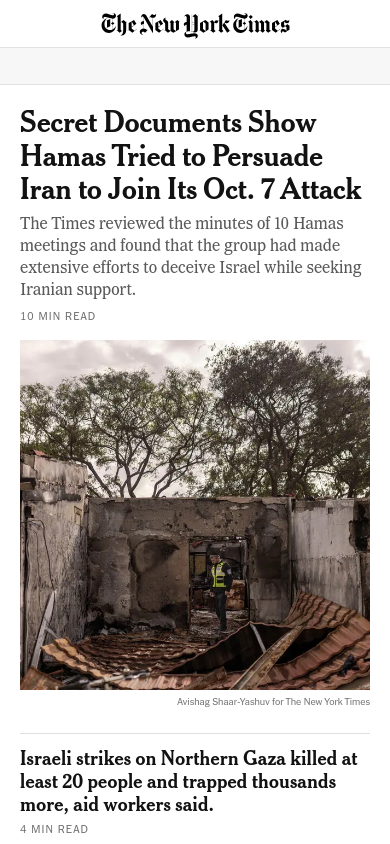 The New York Times
Secret Documents Show
Hamas Tried to Persuade
Iran to Join Its Oct. 7 Attack
The Times reviewed the minutes of 10 Hamas
meetings and found that the group had made
extensive efforts to deceive Israel while seeking
Iranian support.
10 MIN READ
Avishag Shaar-Yashuv for The New York Times
Israeli strikes on Northern Gaza killed at
least 20 people and trapped thousands
more, aid workers said.
4 MIN READ